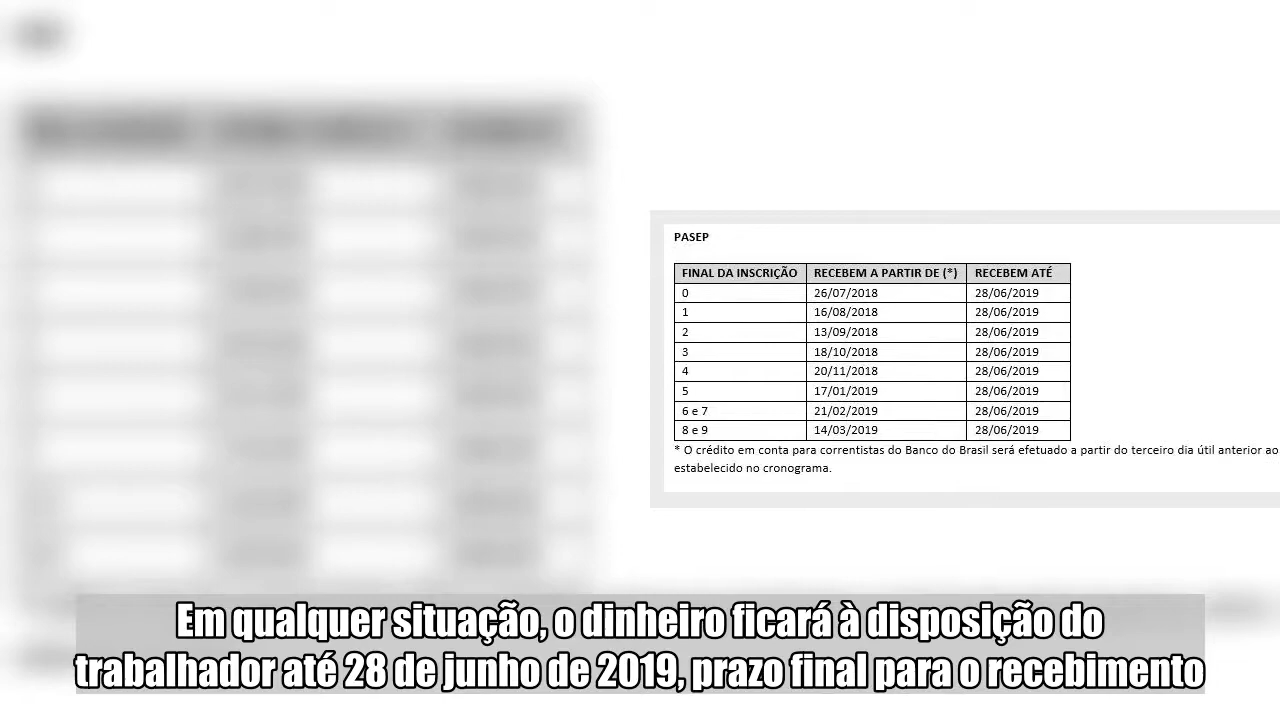 PASEP
FINAL DA INSCRIÇÃO RECEBEM A PARTIR DE (*) RECEBEM ATÉ
0 26/07/2018 28/06/2019
1 16/08/2018 28/06/2019
2 13/09/2018 28/06/2019
3 18/10/2018 28/06/2019
4 20/11/2018 28/06/2019
5 17/01/2019 28/06/2019
6 e 7 21/02/2019 28/06/2019
8 e 9 14/03/2019 28/06/2019
* O crédito em conta para correntistas do Banco do Brasil será efetuado a partir do terceiro dia útil anterior ao
estabelecido no cronograma.
Em qualquer situação, o dinheiro ficará à disposição do
trabalhador até 28 de junho de 2019, prazo final para o recebimento